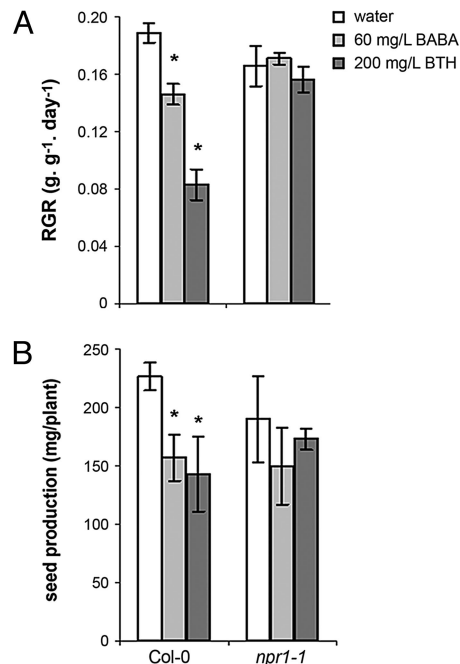 A
water
60 mg/L BABA
200 mg/L BTH
RGR (g. g-1. day-1)
0.20
0.16
0.12
0.08
0.04
0
*
*
B
seed production (mg/plant)
250
200
150
100
50
0
* *
Col-0 npr1-1